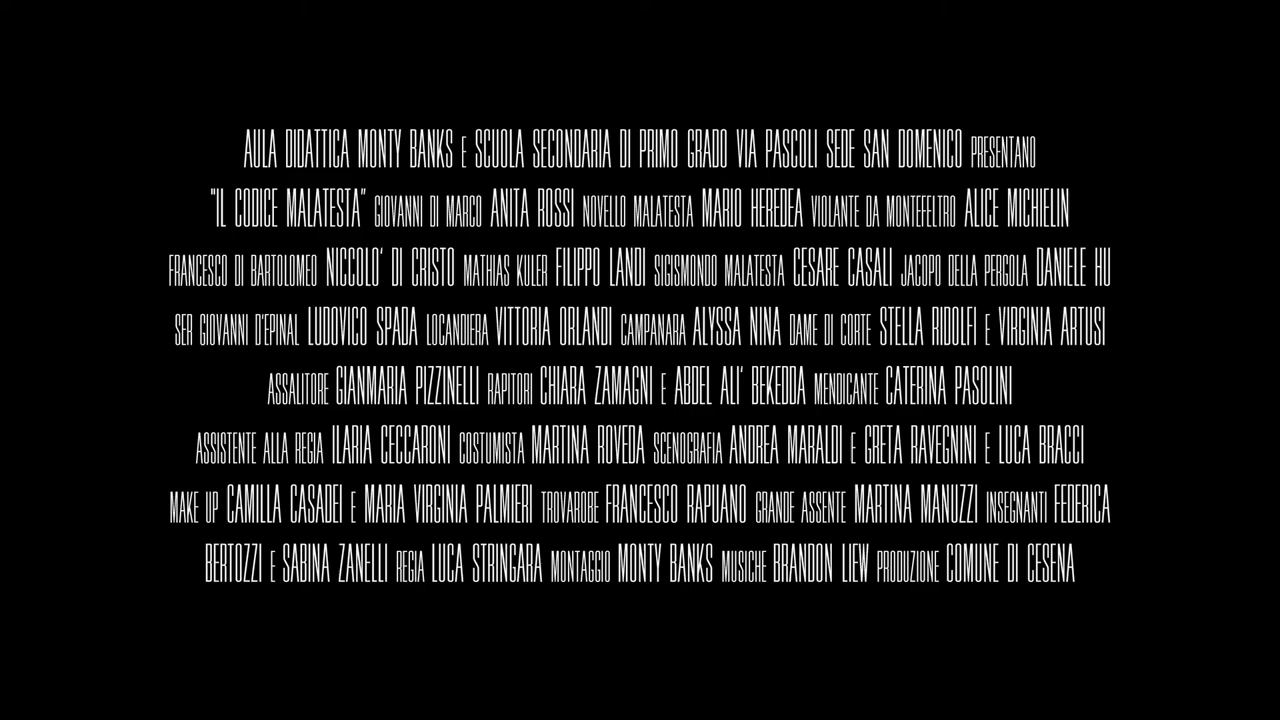 AULA DIDATTICA MONTY BANKS E SCUOLA SECONDARIA DI PRIMO GRADO VIA PASCOLI SEDE SAN DOMENICO PRESENTANO
"IL CODICE MALATESTA" GIOVANNI DI MARCO ANITA ROSSI NOVELLO MALATESTA MARIO HEREDEA VIOLANTE DA MONTEFELTRO ALICE MICHELIN
FRANCESCO DI BARTOLOMEO NICCOLO' DI CRISTO MATHIAS KULER FILIPPO LANDI SIGISMONDO MALATESTA CESARE CASALI JACOPO DELLA PERGOLA DANIELE HU
SER GIOVANNI D'EPINAL LUDOVICO SPADA LOCANDIERA VITTORIA ORLANDI CAMPANARA ALYSSA NINA DAME DI CORTE STELLA RIDOLFI E VIRGINIA ARTUSI
ASSALITORE GIANMARIA PIZZINELLI RAPITORI CHIARA ZAMAGNI E ABDEL ALI' BEKEDDA MENDICANTE CATERINA PASOLINI
ASSISTENTE ALLA REGIA ILARIA CECCARONI COSTUMISTA MARTINA ROVEDA SCENOGRAFIA ANDREA MARALDI E GRETA RAVEGNINI E LUCA BRACCI
MAKE UP CAMILLA CASADEI E MARIA VIRGINIA PALMIERI TROVAROBE FRANCESCO RAPUANO GRANDE ASSENTE MARTINA MANUZZI INSEGNANTI FEDERICA
BERTOZZI E SABINA ZANELLI REGIA LUCA STRINGARA MONTAGGIO MONTY BANKS MUSICHE BRANDON LIEW PRODUZIONE COMUNE DI CESENA